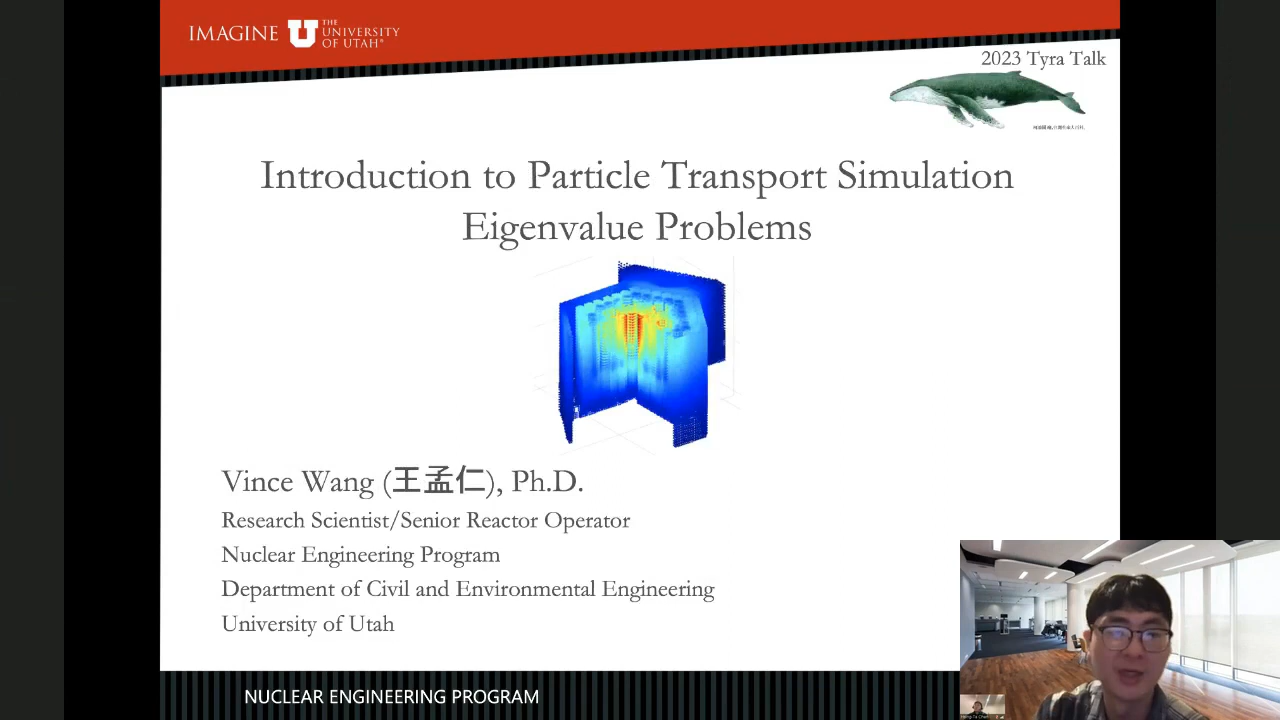 IMAGINE THE UNIVERSITY OF UTAH®
2023 Tyra Talk
Introduction to Particle Transport Simulation
Eigenvalue Problems
Vince Wang (王孟仁), Ph.D.
Research Scientist/Senior Reactor Operator
Nuclear Engineering Program
Department of Civil and Environmental Engineering
University of Utah
NUCLEAR ENGINEERING PROGRAM